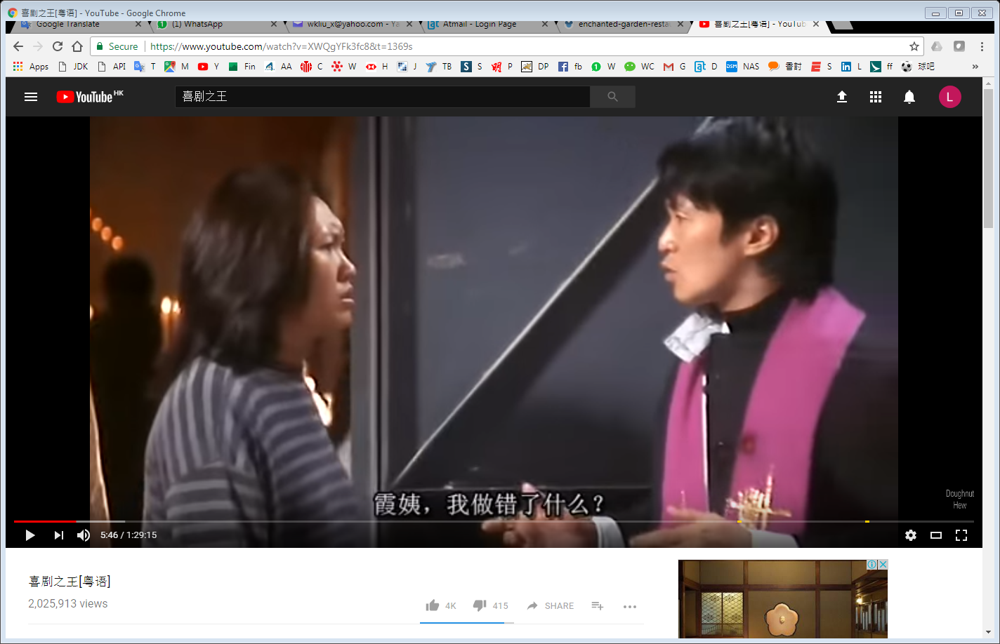 喜剧之王[粤语] - YouTube - Google Chrome
Google Translate
(1) WhatsApp
wkliu_x@yahoo.com - Ya
Atmail - Login Page
enchanted-garden-restau
喜剧之王[粤语] - YouTub
Secure
https://www.youtube.com/watch?v=XWQgYFk3fc8&t=1369s
Apps JDK API T M Y Fin AA C W H J TB S P DP fb W WC G D NAS 香討 S L ff 球吧 »
YouTube HK
喜剧之王
L
霞姨，我做错了什么？
Doughnut
Hew
5:46 / 1:29:15
喜剧之王[粤语]
2,025,913 views
4K
415
SHARE